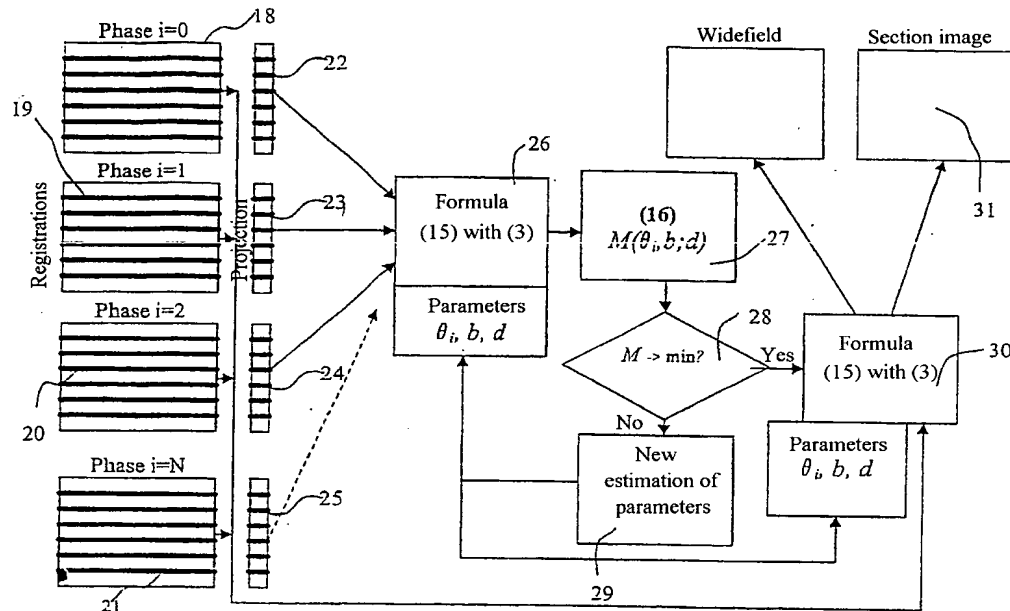 Phase i=0
18
22
19
Phase i=1
23
Registrations
Projection
Phase i=2
20
24
Phase i=N
25
21
26
Formula
(15) with (3)
Parameters
θi, b, d
(16)
M(θi, b; d)
27
28
M -> min?
Yes
No
New
estimation of
parameters
29
Widefield
Section image
31
Formula
(15) with (3)
30
Parameters
θi, b, d